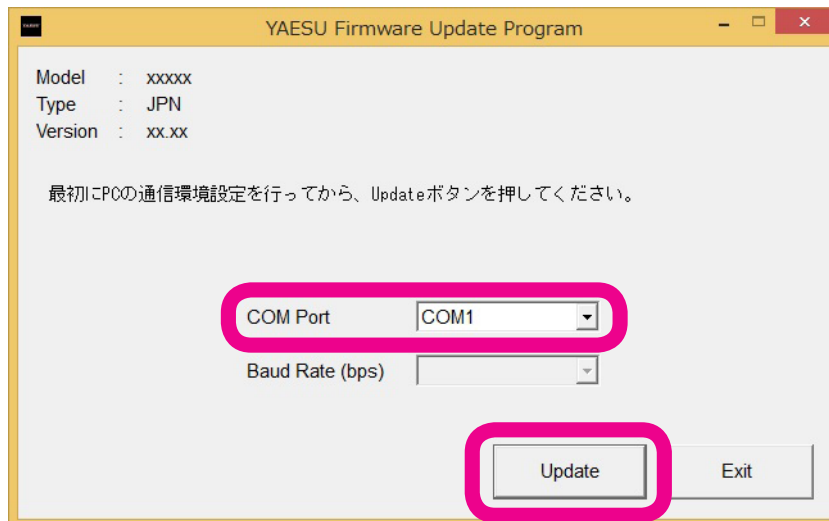 YAESU Firmware Update Program
Model : xxxxx
Type : JPN
Version : xx.xx
最初にPCの通信環境設定を行ってから、Updateボタンを押してください。
COM Port COM1
Baud Rate (bps)
Update Exit